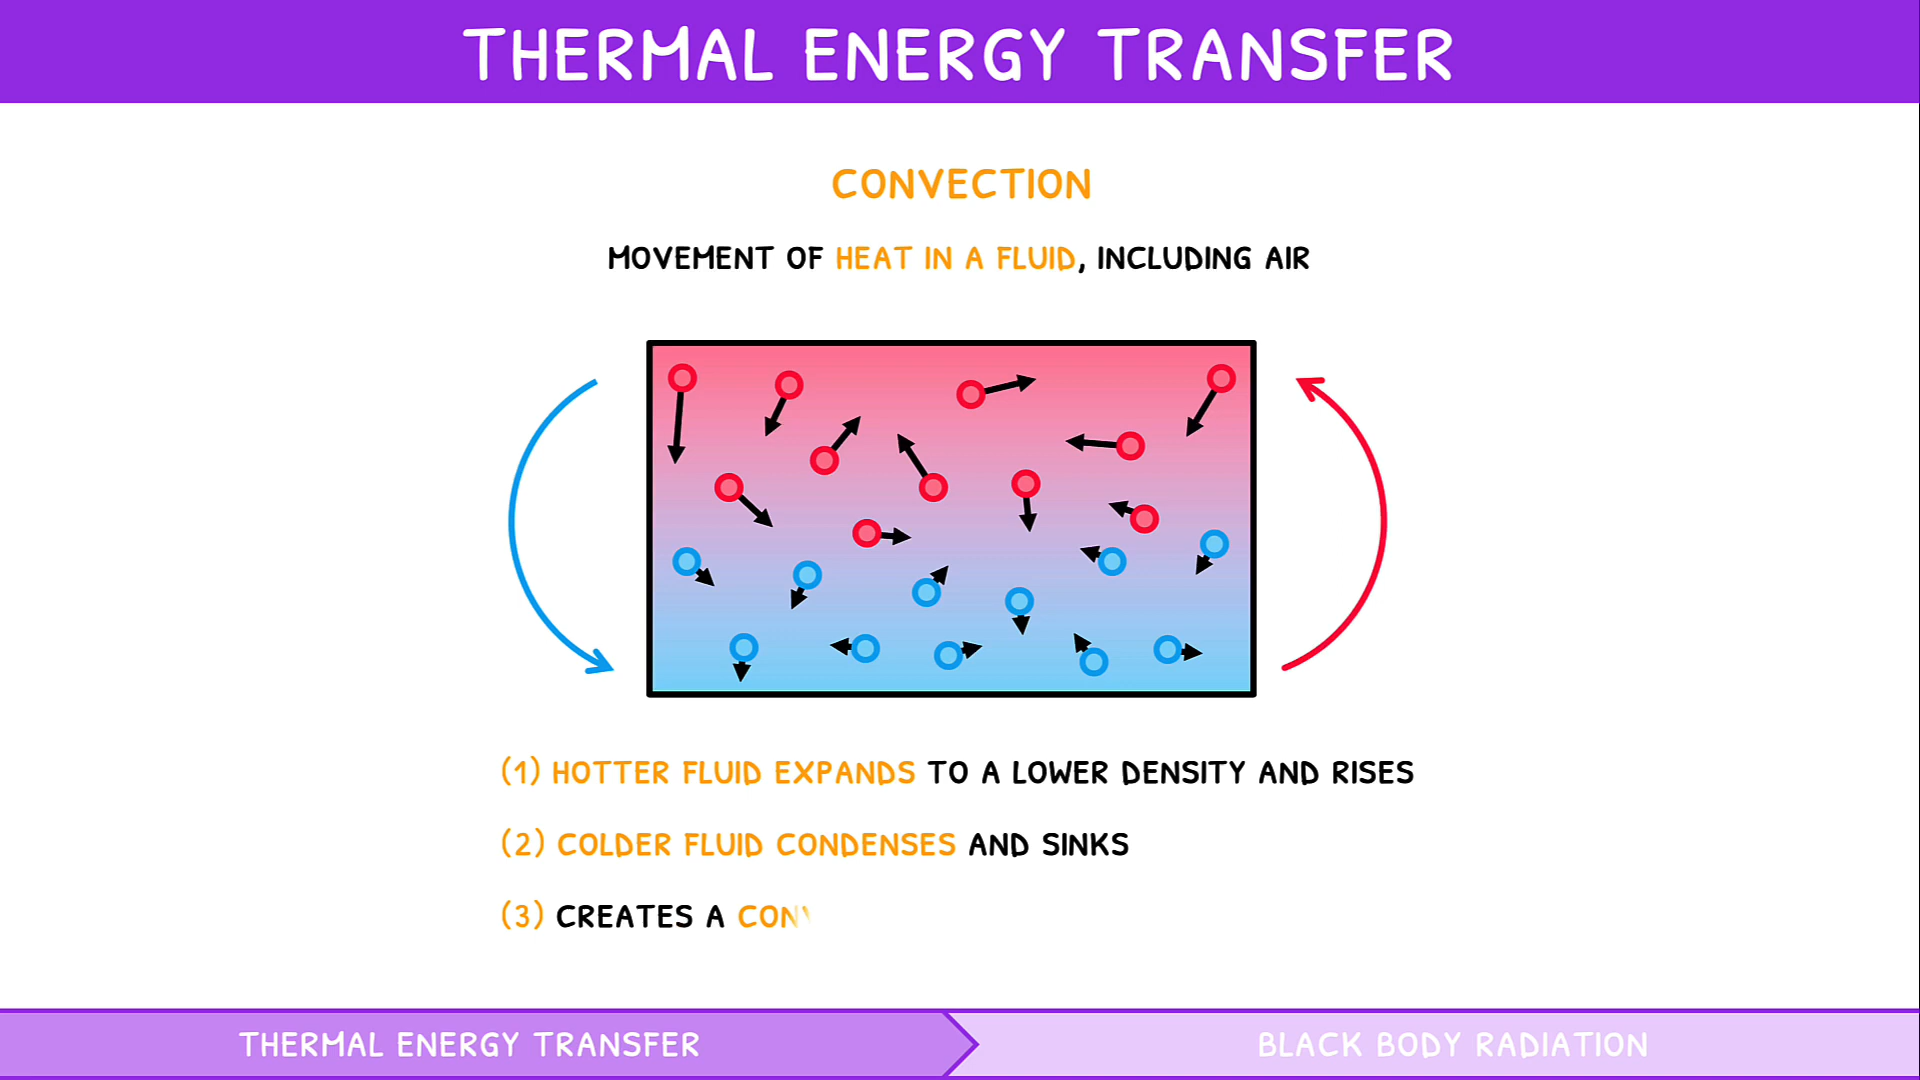 THERMAL ENERGY TRANSFER
CONVECTION
MOVEMENT OF HEAT IN A FLUID, INCLUDING AIR
(1) HOTTER FLUID EXPANDS TO A LOWER DENSITY AND RISES
(2) COLDER FLUID CONDENSES AND SINKS
(3) CREATES A CON
THERMAL ENERGY TRANSFER
BLACK BODY RADIATION